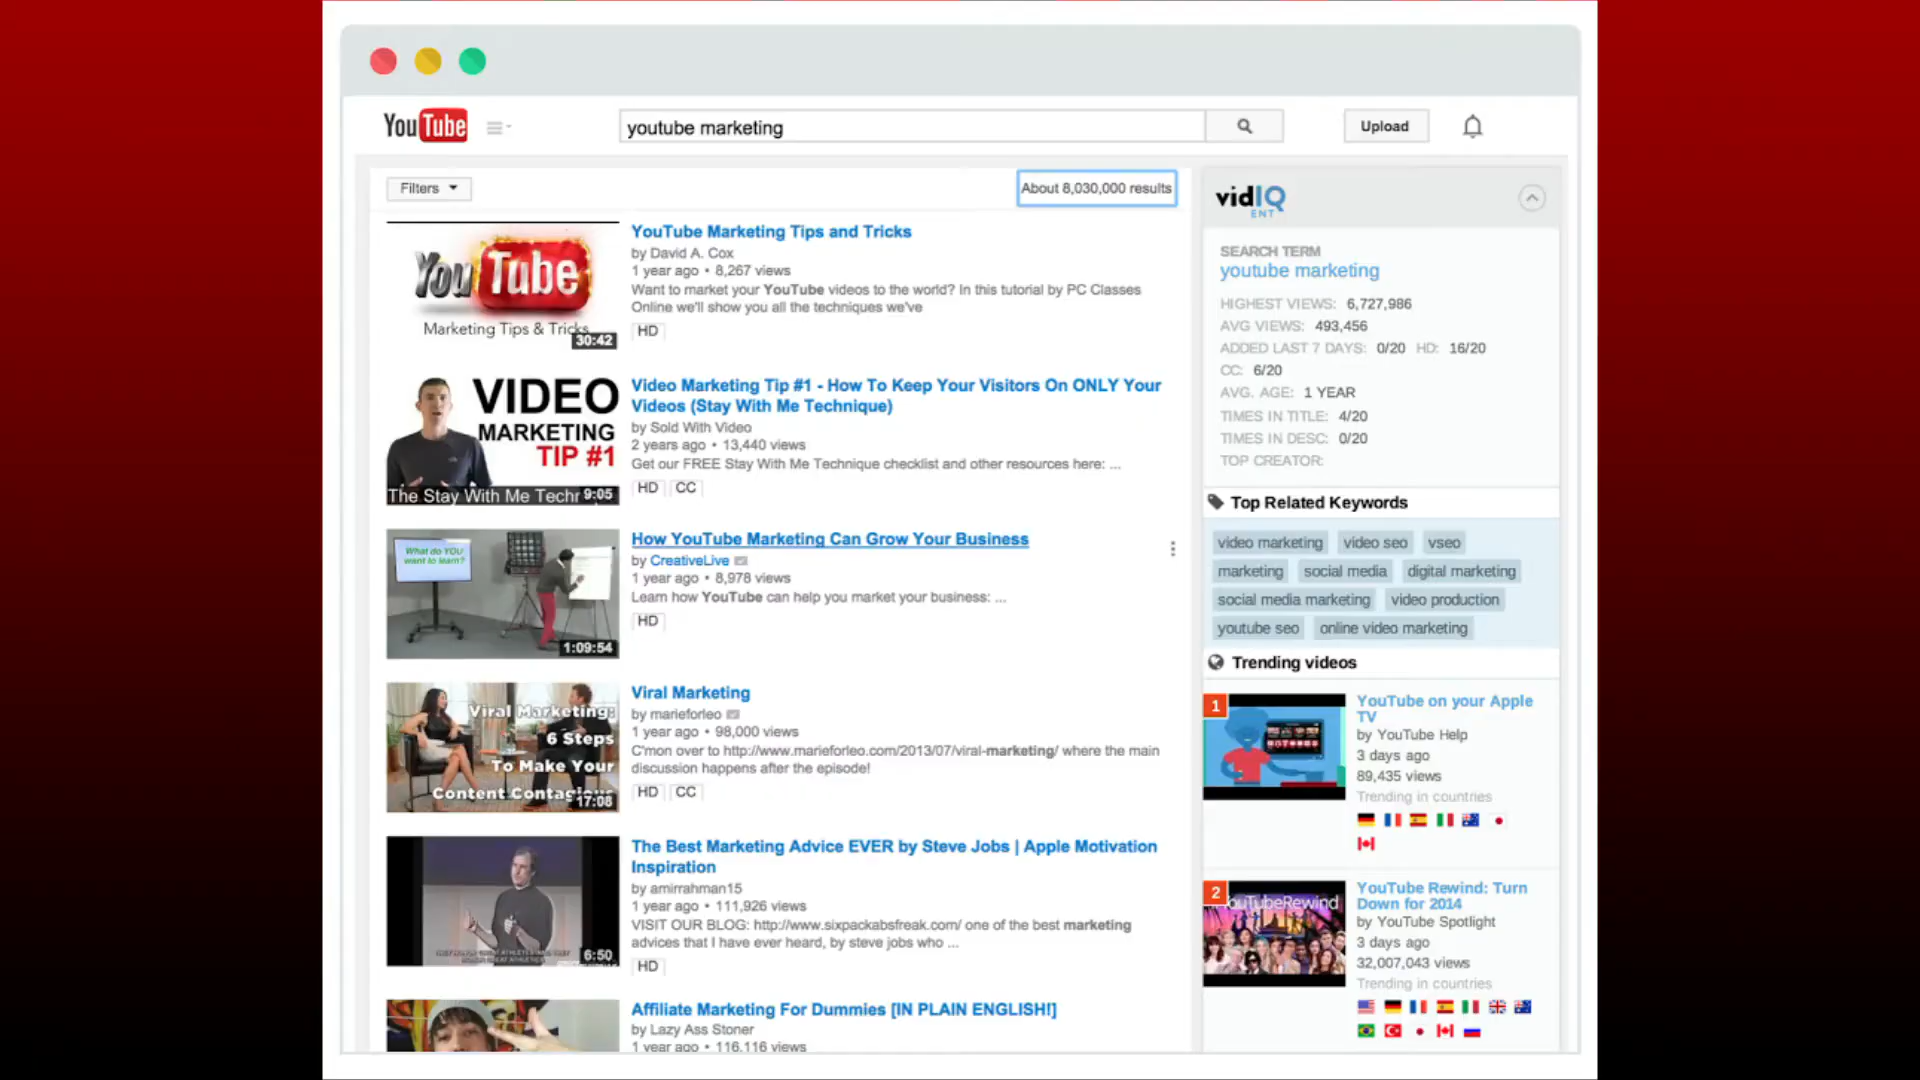 YouTube
youtube marketing
Upload
Filters
About 8,030,000 results
YouTube
Marketing Tips & Tricks
30:42
YouTube Marketing Tips and Tricks
by David A. Cox
1 year ago • 8,267 views
Want to market your YouTube videos to the world? In this tutorial by PC Classes
Online we'll show you all the techniques we've
HD
VIDEO
MARKETING
TIP #1
The Stay With Me Techr
9:05
Video Marketing Tip #1 - How To Keep Your Visitors On ONLY Your
Videos (Stay With Me Technique)
by Sold With Video
2 years ago • 13,440 views
Get our FREE Stay With Me Technique checklist and other resources here: ...
HD CC
What do YOU
want to learn?
1:09:54
How YouTube Marketing Can Grow Your Business
by CreativeLive
1 year ago • 8,978 views
Learn how YouTube can help you market your business: ...
HD
Viral Marketing:
6 Steps
To Make Your
Content Contagious
17:08
Viral Marketing
by marieforleo
1 year ago • 98,000 views
C'mon over to http://www.marieforleo.com/2013/07/viral-marketing/ where the main
discussion happens after the episode!
HD CC
6:50
The Best Marketing Advice EVER by Steve Jobs | Apple Motivation
Inspiration
by amirrahman15
1 year ago • 111,926 views
VISIT OUR BLOG: http://www.sixpackabsfreak.com/ one of the best marketing
advices that I have ever heard, by steve jobs who ...
HD
Affiliate Marketing For Dummies [IN PLAIN ENGLISH!]
by Lazy Ass Stoner
1 year ago • 116,116 views
vidIQ
ENT
SEARCH TERM
youtube marketing
HIGHEST VIEWS: 6,727,986
AVG VIEWS: 493,456
ADDED LAST 7 DAYS: 0/20 HD: 16/20
CC: 6/20
AVG. AGE: 1 YEAR
TIMES IN TITLE: 4/20
TIMES IN DESC: 0/20
TOP CREATOR:
Top Related Keywords
video marketing video seo vseo
marketing social media digital marketing
social media marketing video production
youtube seo online video marketing
Trending videos
1
YouTube on your Apple
TV
by YouTube Help
3 days ago
89,435 views
Trending in countries
2
YouTubeRewind
YouTube Rewind: Turn
Down for 2014
by YouTube Spotlight
3 days ago
32,007,043 views
Trending in countries